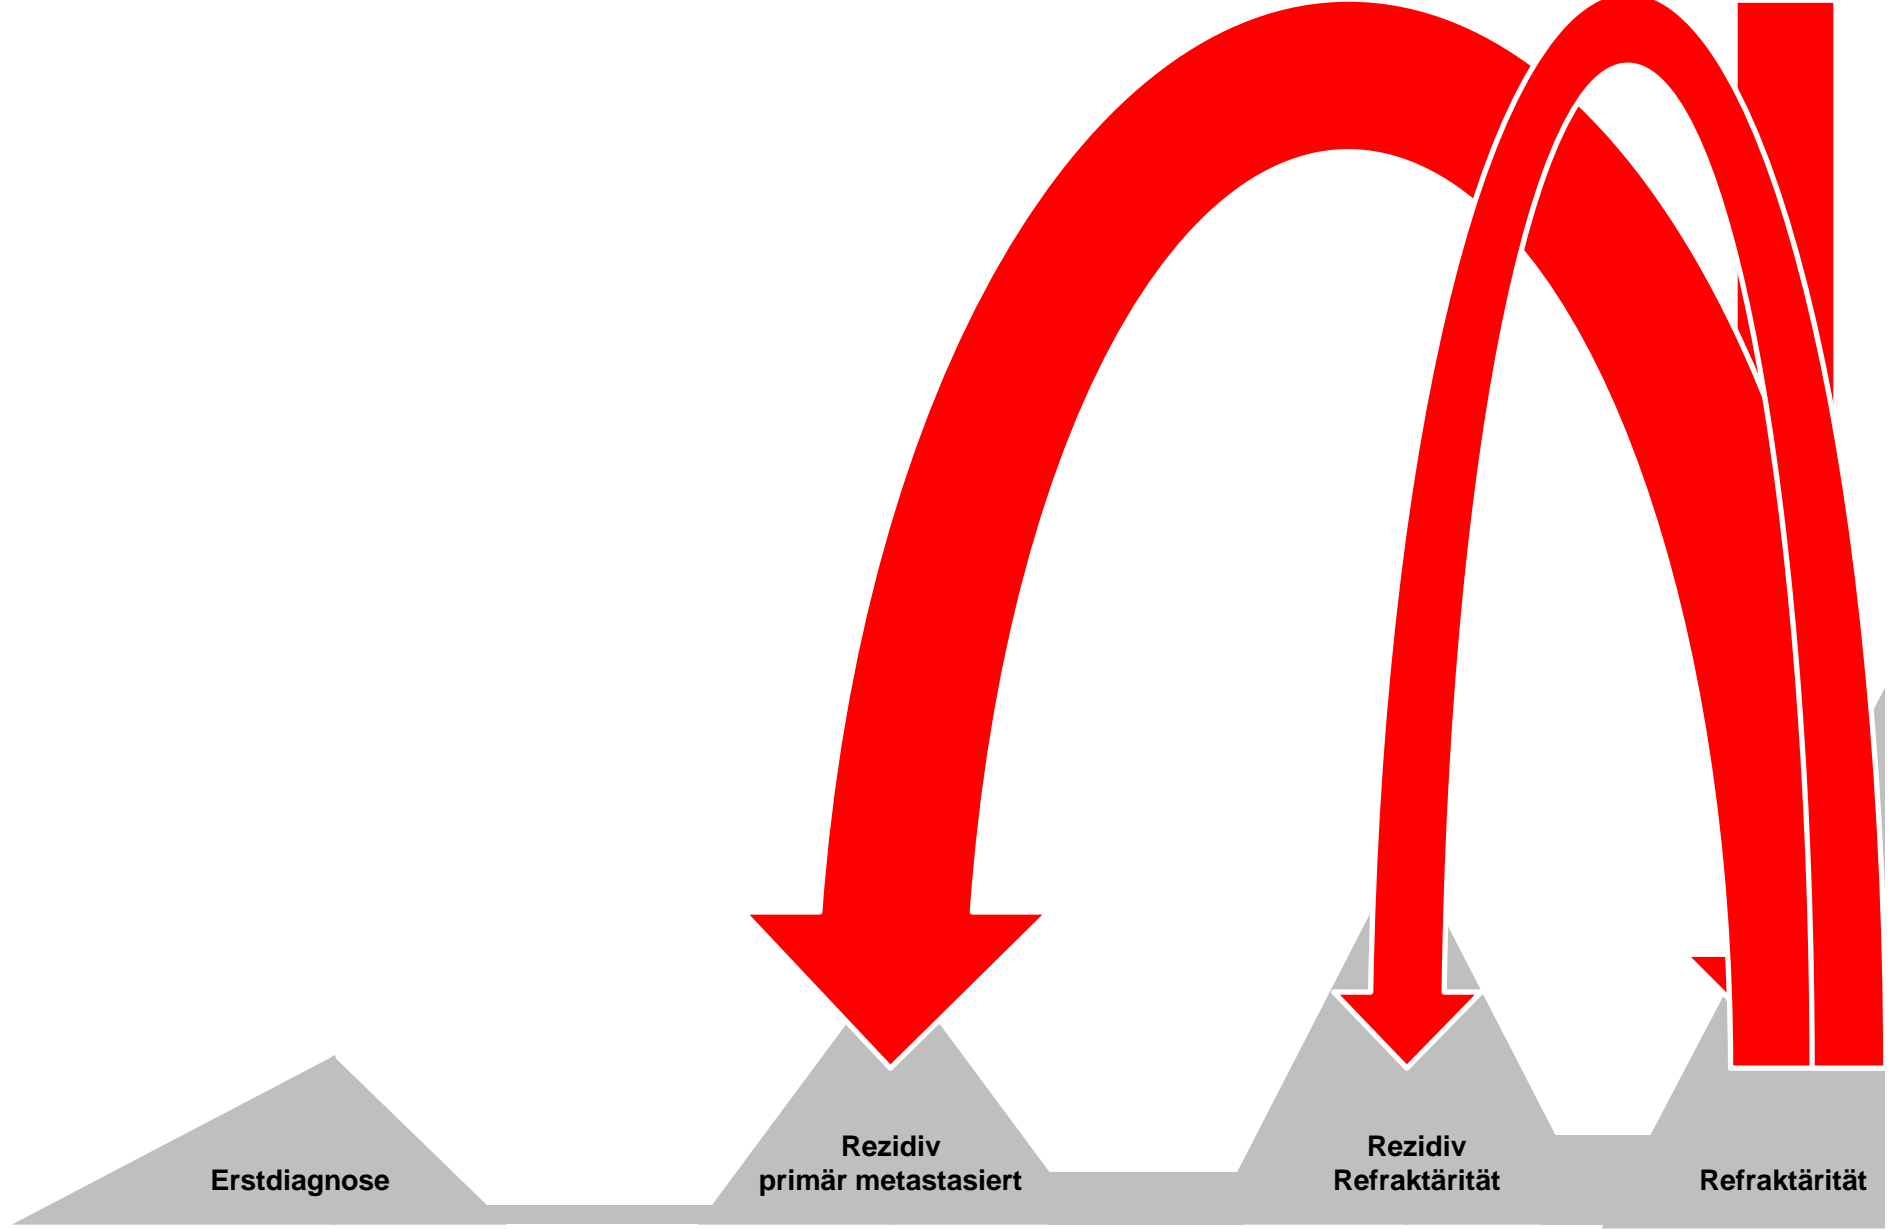 Erstdiagnose
Rezidiv
primär metastasiert
Rezidiv
Refraktärität
Refraktärität